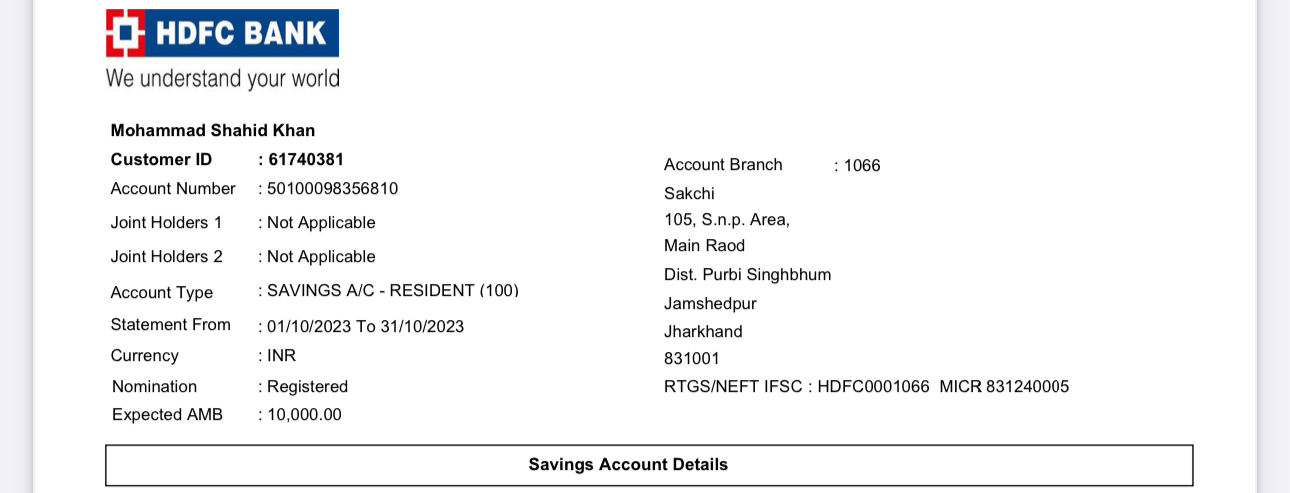 HDFC BANK
We understand your world
Mohammad Shahid Khan
Customer ID : 61740381
Account Number : 50100098356810
Joint Holders 1 : Not Applicable
Joint Holders 2 : Not Applicable
Account Type : SAVINGS A/C - RESIDENT (100)
Statement From : 01/10/2023 To 31/10/2023
Currency : INR
Nomination : Registered
Expected AMB : 10,000.00
Account Branch : 1066
Sakchi
105, S.n.p. Area,
Main Raod
Dist. Purbi Singhbhum
Jamshedpur
Jharkhand
831001
RTGS/NEFT IFSC : HDFC0001066 MICR 831240005
Savings Account Details